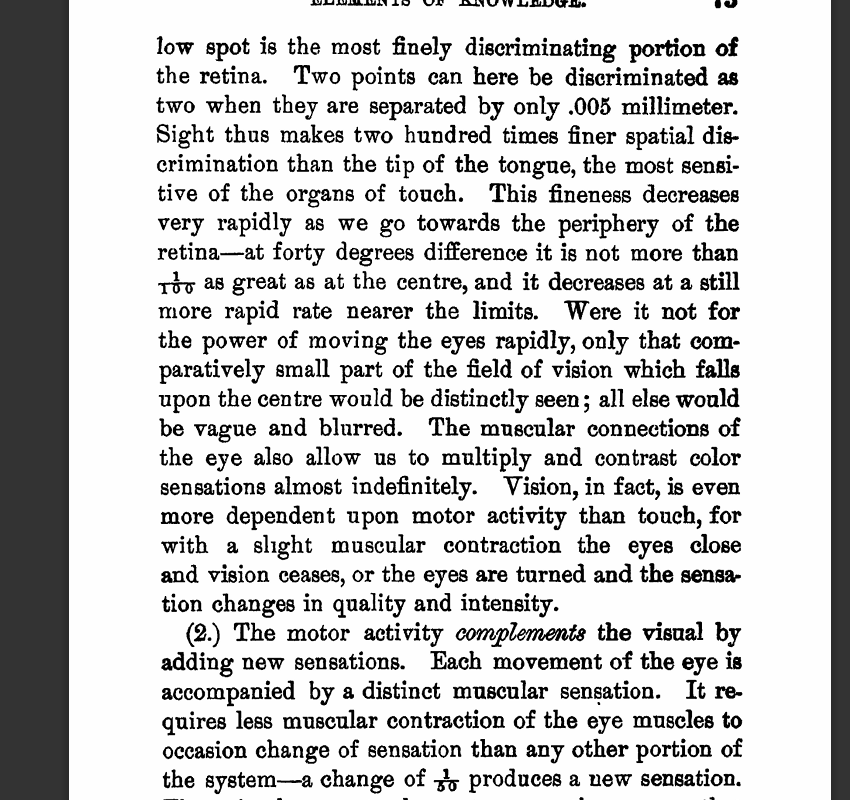 ELEMENTS OF KNOWLEDGE. 75
low spot is the most finely discriminating portion of
the retina. Two points can here be discriminated as
two when they are separated by only .005 millimeter.
Sight thus makes two hundred times finer spatial dis-
crimination than the tip of the tongue, the most sensi-
tive of the organs of touch. This fineness decreases
very rapidly as we go towards the periphery of the
retina—at forty degrees difference it is not more than
1/100 as great as at the centre, and it decreases at a still
more rapid rate nearer the limits. Were it not for
the power of moving the eyes rapidly, only that com-
paratively small part of the field of vision which falls
upon the centre would be distinctly seen; all else would
be vague and blurred. The muscular connections of
the eye also allow us to multiply and contrast color
sensations almost indefinitely. Vision, in fact, is even
more dependent upon motor activity than touch, for
with a slight muscular contraction the eyes close
and vision ceases, or the eyes are turned and the sensa-
tion changes in quality and intensity.
(2.) The motor activity complements the visual by
adding new sensations. Each movement of the eye is
accompanied by a distinct muscular sensation. It re-
quires less muscular contraction of the eye muscles to
occasion change of sensation than any other portion of
the system—a change of 1/50 produces a new sensation.